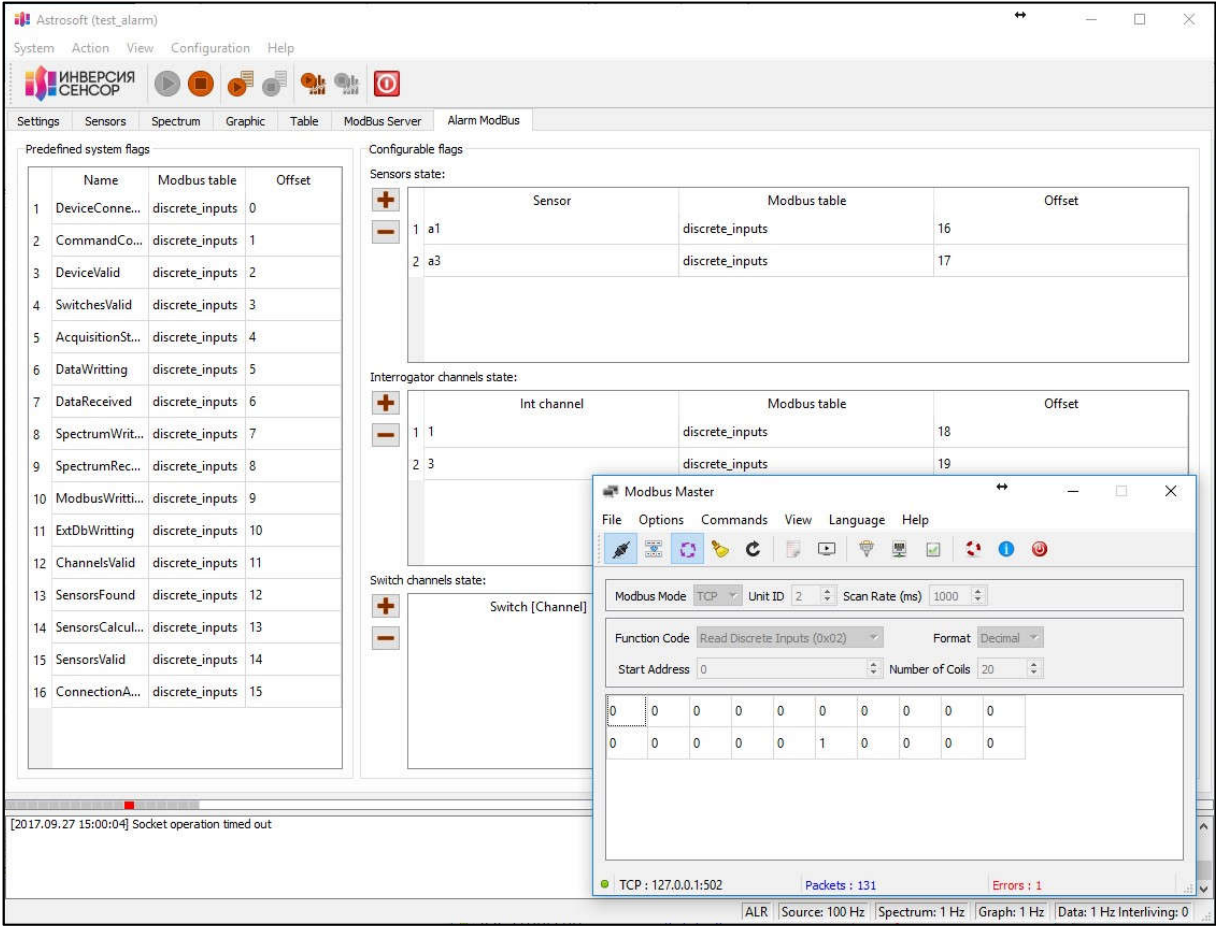 Astrosoft (test_alarm)
System Action View Configuration Help
ИНВЕРСИЯ
СЕНСОР
Settings Sensors Spectrum Graphic Table ModBus Server Alarm ModBus
Predefined system flags
Name Modbus table Offset
1 DeviceConne... discrete_inputs 0
2 CommandCo... discrete_inputs 1
3 DeviceValid discrete_inputs 2
4 SwitchesValid discrete_inputs 3
5 AcquisitionSt... discrete_inputs 4
6 DataWritting discrete_inputs 5
7 DataReceived discrete_inputs 6
8 SpectrumWrit... discrete_inputs 7
9 SpectrumRec... discrete_inputs 8
10 ModbusWritti... discrete_inputs 9
11 ExtDbWritting discrete_inputs 10
12 ChannelsValid discrete_inputs 11
13 SensorsFound discrete_inputs 12
14 SensorsCalcul... discrete_inputs 13
15 SensorsValid discrete_inputs 14
16 ConnectionA... discrete_inputs 15
Configurable flags
Sensors state:
Sensor Modbus table Offset
1 a1 discrete_inputs 16
2 a3 discrete_inputs 17
Interrogator channels state:
Int channel Modbus table Offset
1 1 discrete_inputs 18
2 3 discrete_inputs 19
Switch channels state:
Switch [Channel]
Modbus Master
File Options Commands View Language Help
Modbus Mode TCP Unit ID 2 Scan Rate (ms) 1000
Function Code Read Discrete Inputs (0x02) Format Decimal
Start Address 0 Number of Coils 20
0 0 0 0 0 0 0 0 0 0
0 0 0 0 0 1 0 0 0 0
TCP : 127.0.0.1:502 Packets : 131 Errors : 1
[2017.09.27 15:00:04] Socket operation timed out
ALR Source: 100 Hz Spectrum: 1 Hz Graph: 1 Hz Data: 1 Hz Interliving: 0